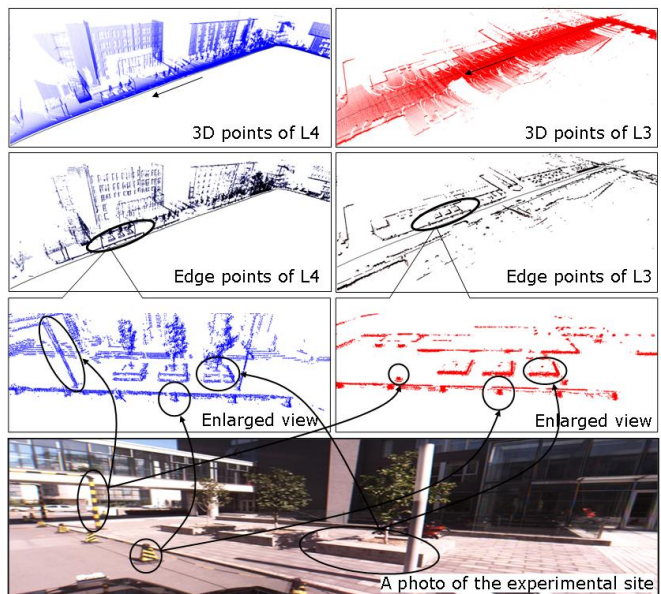 3D points of L4
3D points of L3
Edge points of L4
Edge points of L3
Enlarged view
Enlarged view
A photo of the experimental site